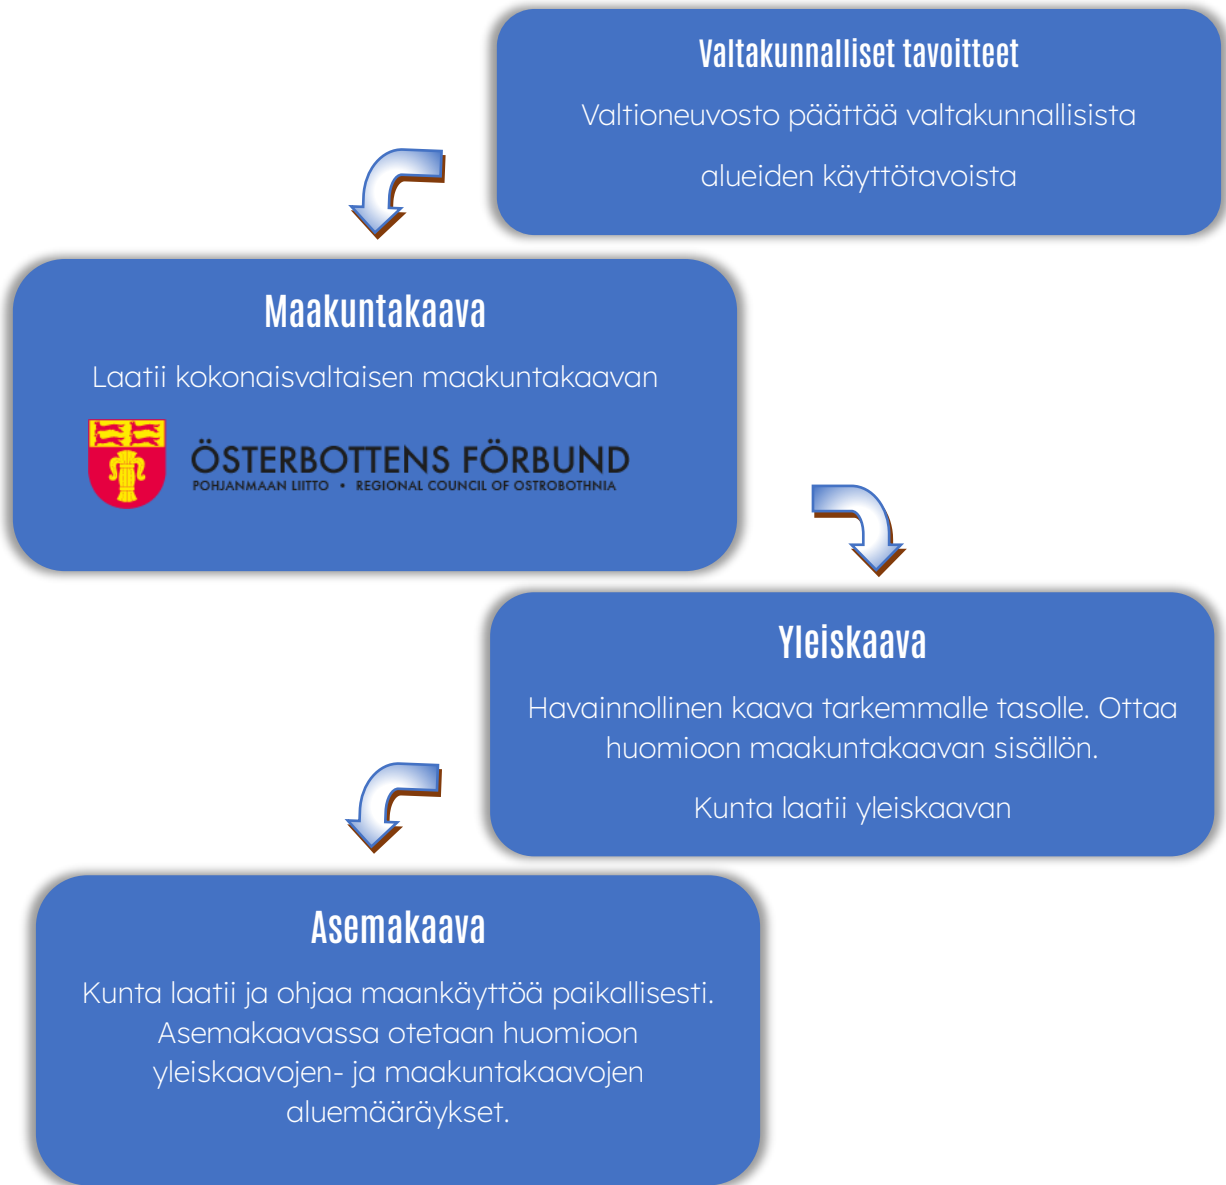 Valtakunnalliset tavoitteet
Valtioneuvosto päättää valtakunnallisista
alueiden käyttötavoista
Maakuntakaava
Laatii kokonaisvaltaisen maakuntakaavan
ÖSTERBOTTENS FÖRBUND
POHJANMAAN LIITTO • REGIONAL COUNCIL OF OSTROBOTHNIA
Yleiskaava
Havainnollinen kaava tarkemmalle tasolle. Ottaa
huomioon maakuntakaavan sisällön.
Kunta laatii yleiskaavan
Asemakaava
Kunta laatii ja ohjaa maankäyttöä paikallisesti.
Asemakaavassa otetaan huomioon
yleiskaavojen- ja maakuntakaavojen
aluemääräykset.